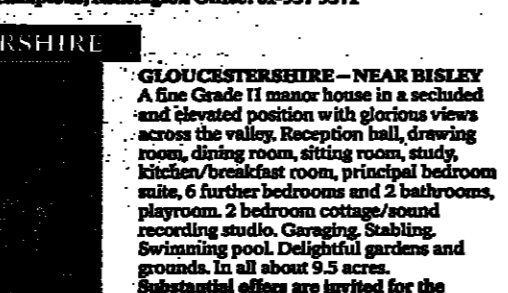 RSHIRE
GLOUCESTERSHIRE – NEAR BISLEY
A fine Grade II manor house in a secluded
and elevated position with glorious views
across the valley. Reception hall, drawing
room, dining room, sitting room, study,
kitchen/breakfast room, principal bedroom
suite, 6 further bedrooms and 2 bathrooms,
playroom. 2 bedroom cottage/sound
recording studio. Garaging. Stabling.
Swimming pool. Delightful gardens and
grounds. In all about 9.5 acres.
Substantial offers are invited for the